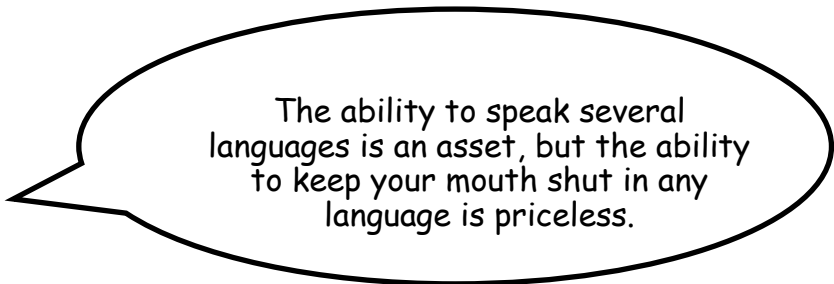 The ability to speak several
languages is an asset, but the ability
to keep your mouth shut in any
language is priceless.